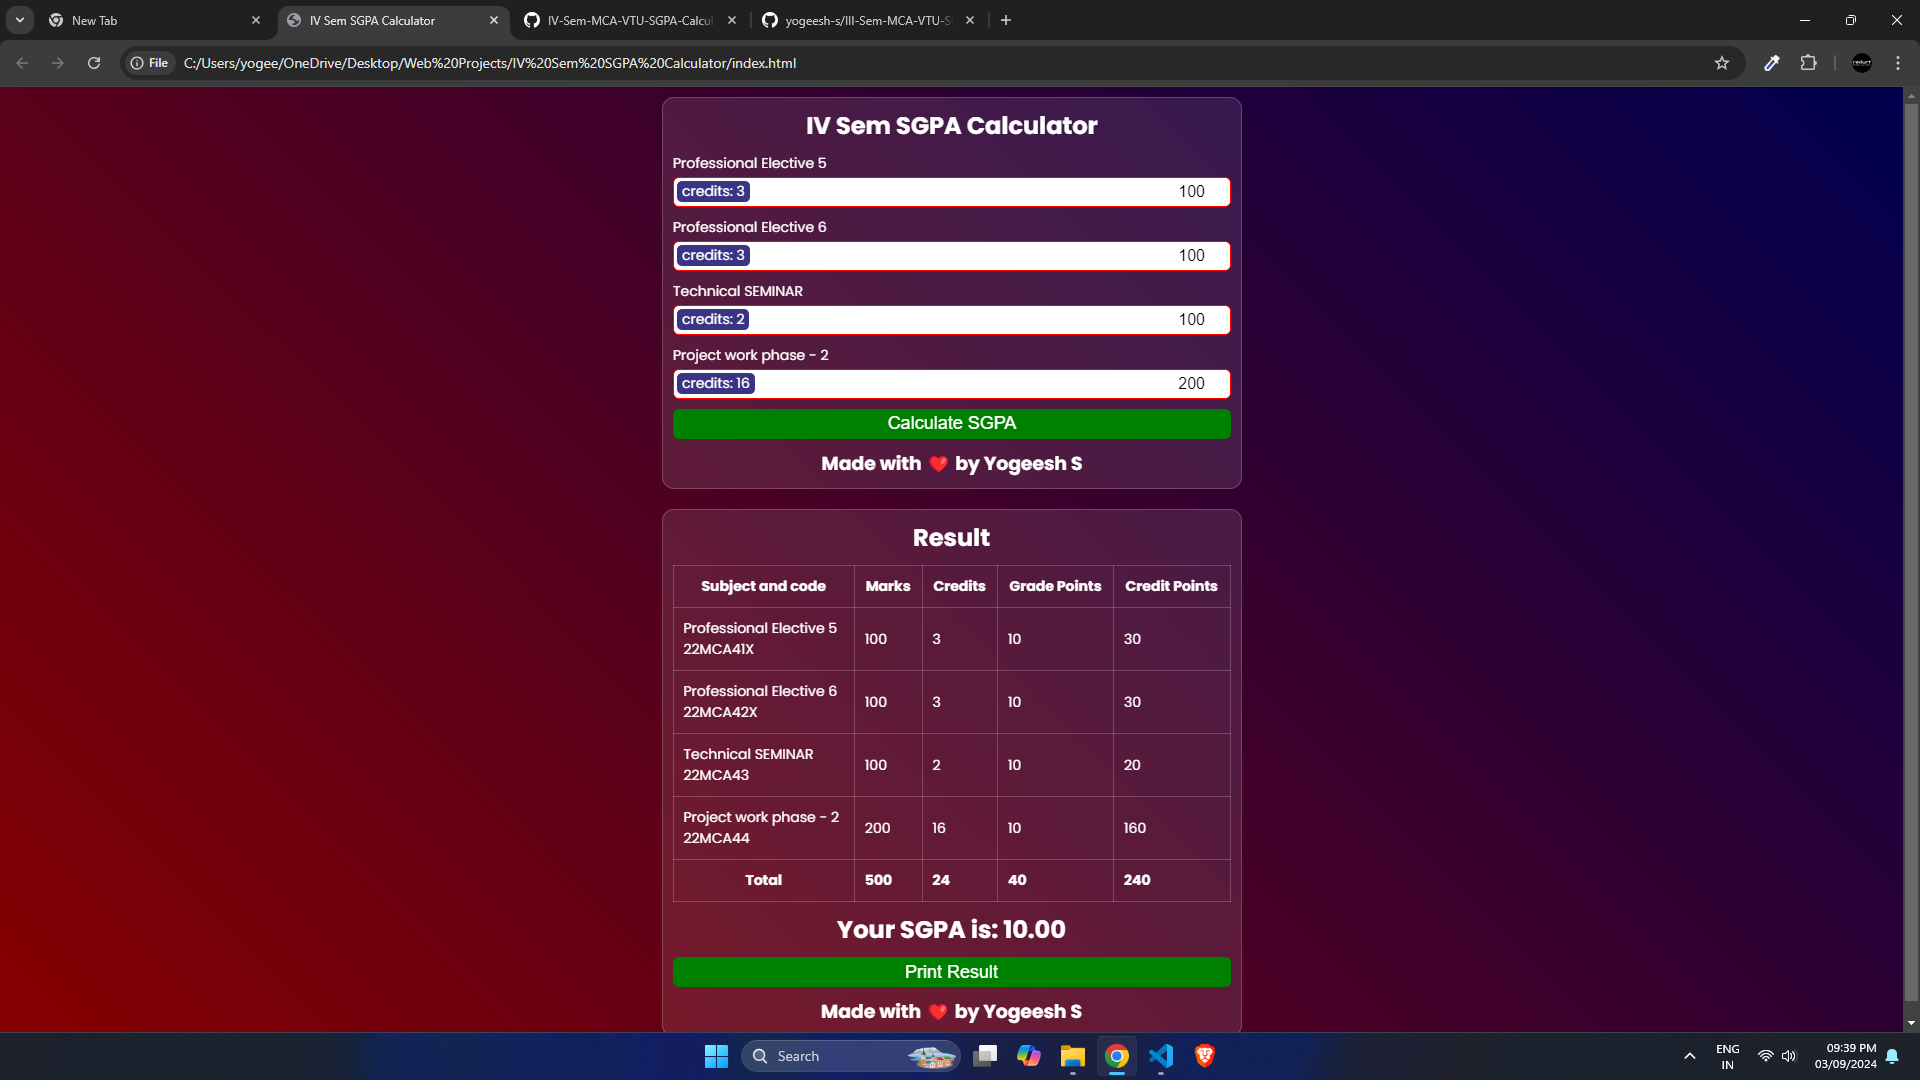 New Tab
IV Sem SGPA Calculator
IV-Sem-MCA-VTU-SGPA-Calcul
yogeesh-s/III-Sem-MCA-VTU-S
File
C:/Users/yogee/OneDrive/Desktop/Web%20Projects/IV%20Sem%20SGPA%20Calculator/index.html
IV Sem SGPA Calculator
Professional Elective 5
credits: 3 100
Professional Elective 6
credits: 3 100
Technical SEMINAR
credits: 2 100
Project work phase - 2
credits: 16 200
Calculate SGPA
Made with ❤️ by Yogeesh S
Result
Subject and code Marks Credits Grade Points Credit Points
Professional Elective 5
22MCA41X
100 3 10 30
Professional Elective 6
22MCA42X
100 3 10 30
Technical SEMINAR
22MCA43
100 2 10 20
Project work phase - 2
22MCA44
200 16 10 160
Total 500 24 40 240
Your SGPA is: 10.00
Print Result
Made with ❤️ by Yogeesh S
Search
ENG
IN
09:39 PM
03/09/2024